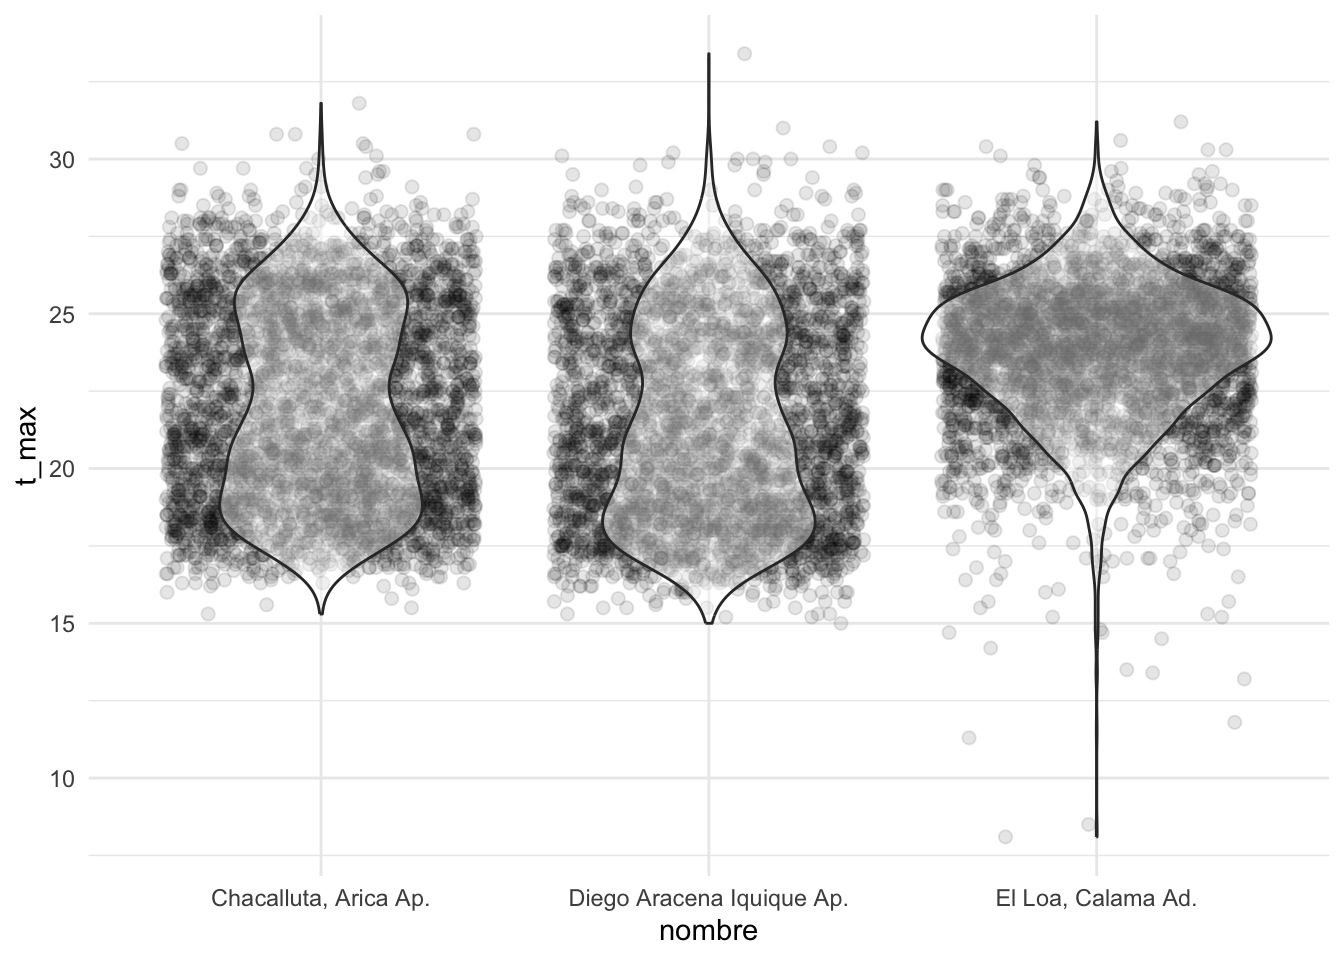 t_max
30
25
20
15
10
Chacalluta, Arica Ap.
Diego Aracena Iquique Ap.
El Loa, Calama Ad.
nombre